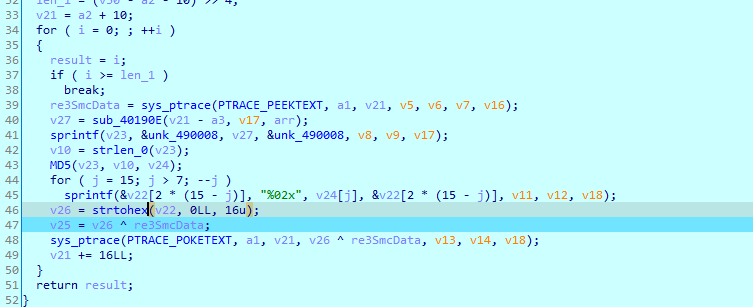 32 len_1 = (v30 - a2 - 10) >> 4;
33 v21 = a2 + 10;
34 for ( i = 0; ; ++i )
35 {
36 result = i;
37 if ( i >= len_1 )
38 break;
39 re3SmcData = sys_ptrace(PTRACE_PEEKTEXT, a1, v21, v5, v6, v7, v16);
40 v27 = sub_40190E(v21 - a3, v17, arr);
41 sprintf(v23, &unk_490008, v27, &unk_490008, v8, v9, v17);
42 v10 = strlen_0(v23);
43 MD5(v23, v10, v24);
44 for ( j = 15; j > 7; --j )
45 sprintf(&v22[2 * (15 - j)], "%02x", v24[j], &v22[2 * (15 - j)], v11, v12, v18);
46 v26 = strtohex(v22, 0LL, 16u);
47 v25 = v26 ^ re3SmcData;
48 sys_ptrace(PTRACE_POKETEXT, a1, v21, v26 ^ re3SmcData, v13, v14, v18);
49 v21 += 16LL;
50 }
51 return result;
52 }